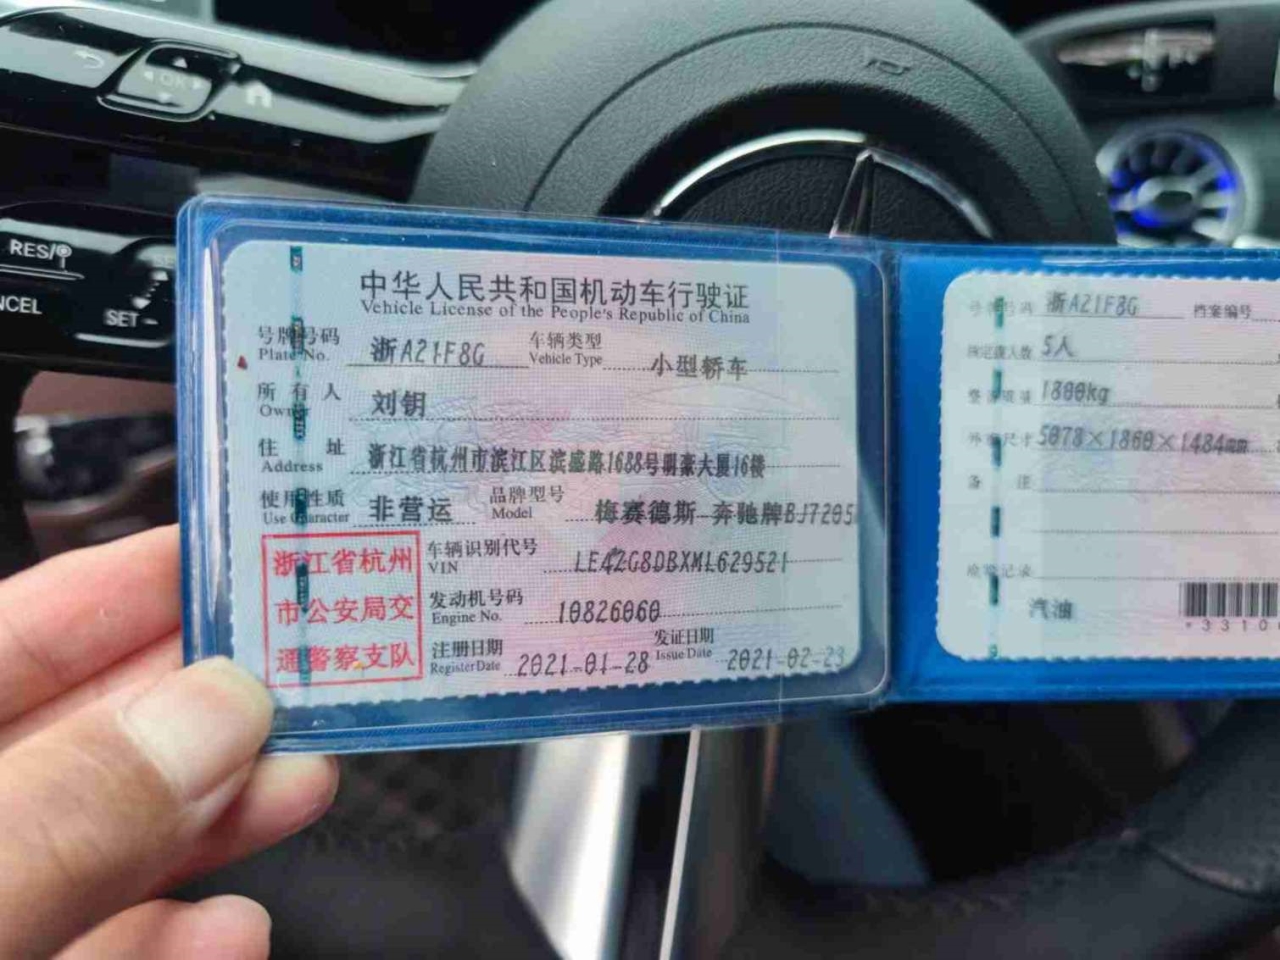 OK
RES/
NCEL
SET -
中华人民共和国机动车行驶证
Vehicle License of the People's Republic of China
号牌号码 浙A21F8G 车辆类型 小型轿车
Plate No. Vehicle Type
所有人 刘钥
Owner
住址 浙江省杭州市滨江区滨盛路1688号明豪大厦16楼
Address
使用性质 非营运 品牌型号 梅赛德斯-奔驰牌BJ7205
Use Character Model
浙江省杭州
市公安局交
通警察支队
车辆识别代号 LE42G8DBXML629521
VIN
发动机号码 10826060
Engine No.
注册日期 2021-01-28 发证日期 2021-02-23
Register Date Issue Date
号牌号码 浙A21F8G 档案编号
核定载人数 5人
整备质量 1800kg
外廓尺寸 5078×1860×1484mm
备注
检验记录
汽油
*3310